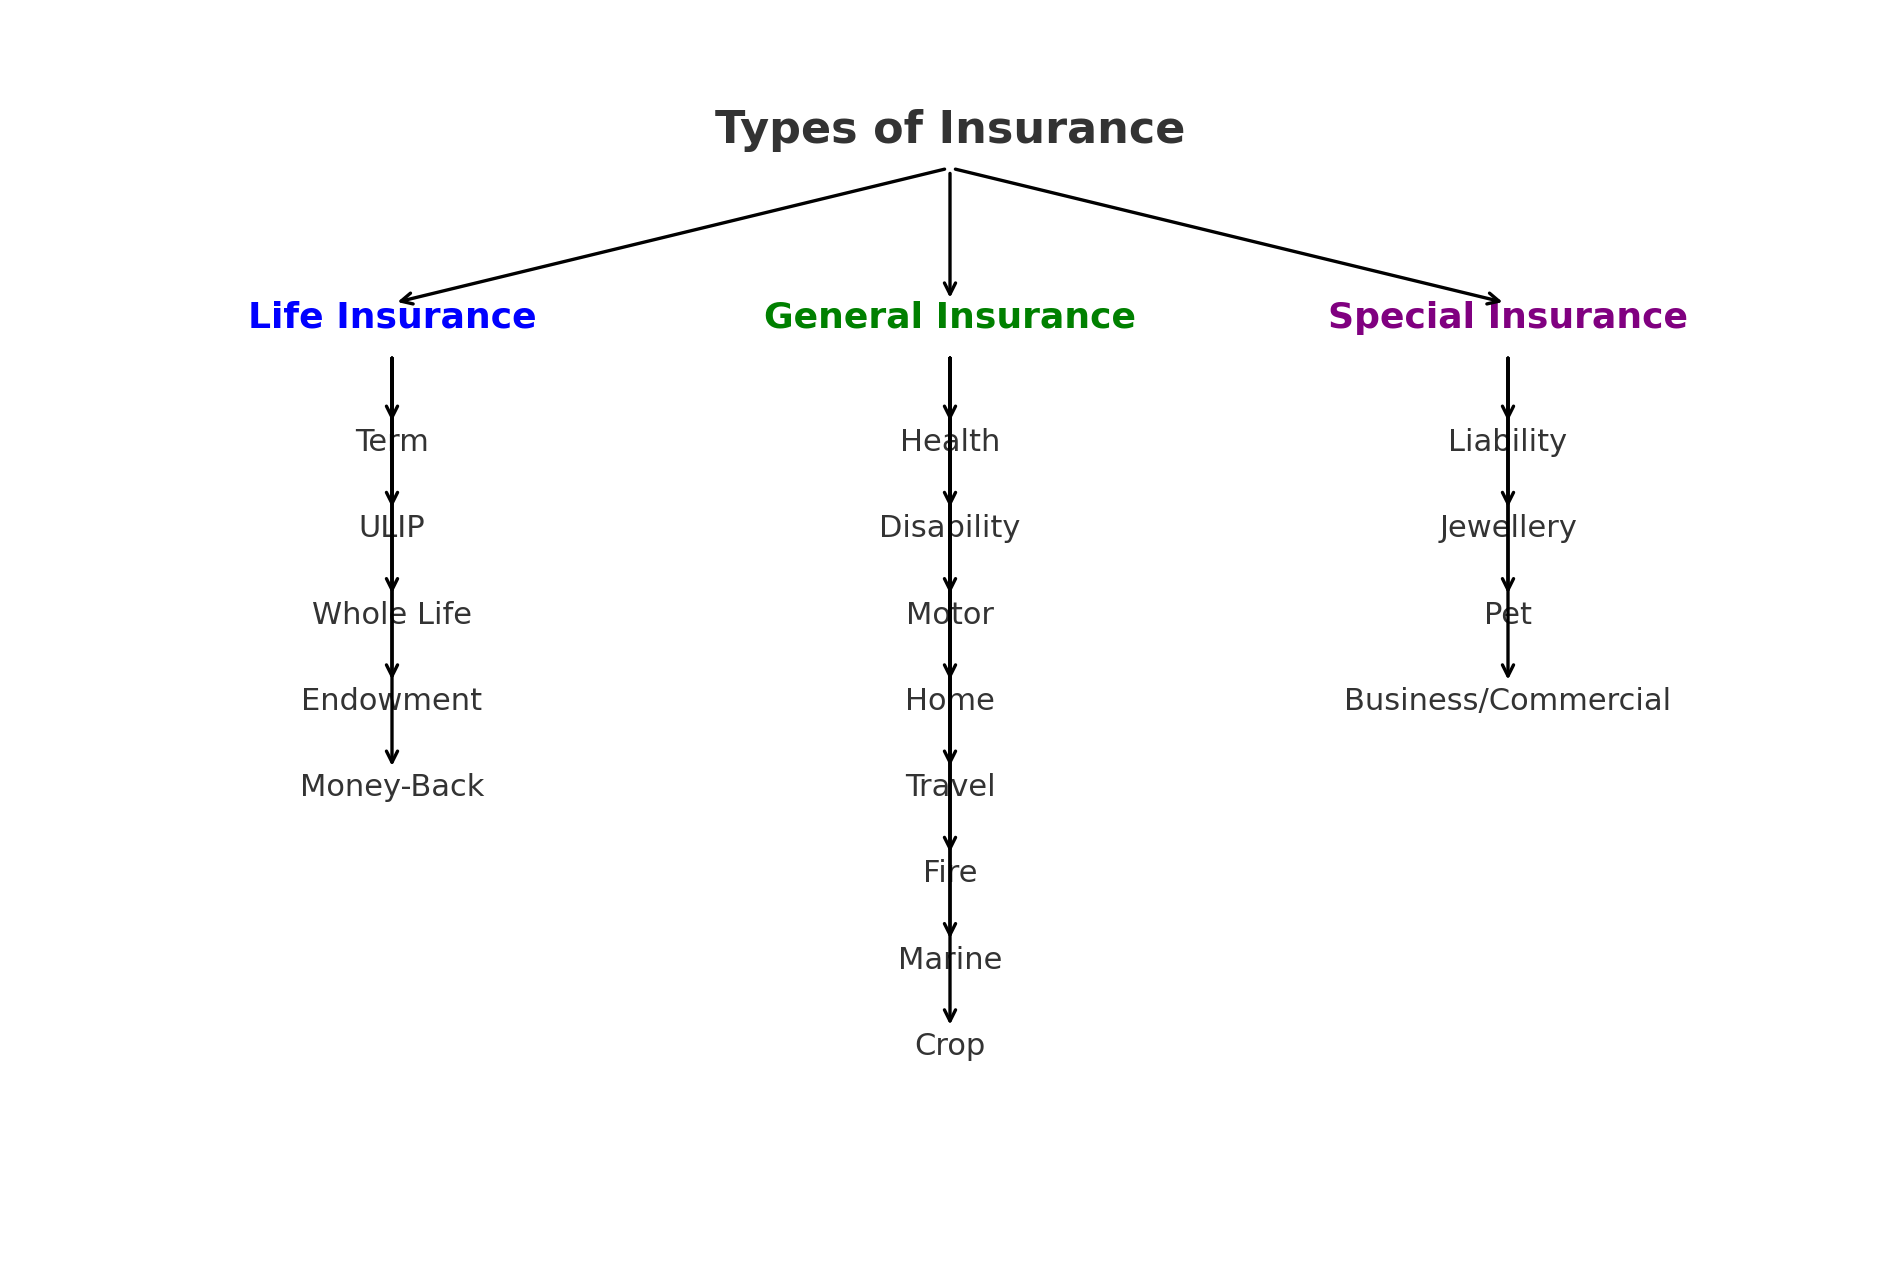 Types of Insurance
Life Insurance
General Insurance
Special Insurance
Term
Health
Liability
ULIP
Disability
Jewellery
Whole Life
Motor
Pet
Endowment
Home
Business/Commercial
Money-Back
Travel
Fire
Marine
Crop